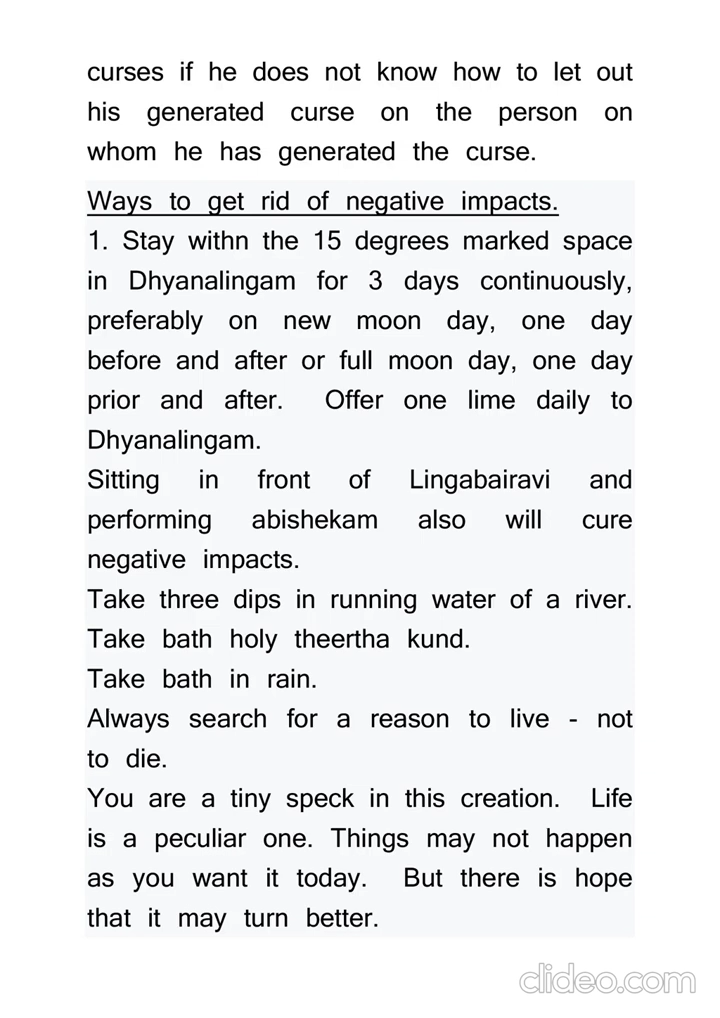 curses if he does not know how to let out
his generated curse on the person on
whom he has generated the curse.
Ways to get rid of negative impacts.
1. Stay withn the 15 degrees marked space
in Dhyanalingam for 3 days continuously,
preferably on new moon day, one day
before and after or full moon day, one day
prior and after. Offer one lime daily to
Dhyanalingam.
Sitting in front of Lingabairavi and
performing abishekam also will cure
negative impacts.
Take three dips in running water of a river.
Take bath holy theertha kund.
Take bath in rain.
Always search for a reason to live - not
to die.
You are a tiny speck in this creation. Life
is a peculiar one. Things may not happen
as you want it today. But there is hope
that it may turn better.
clideo.com